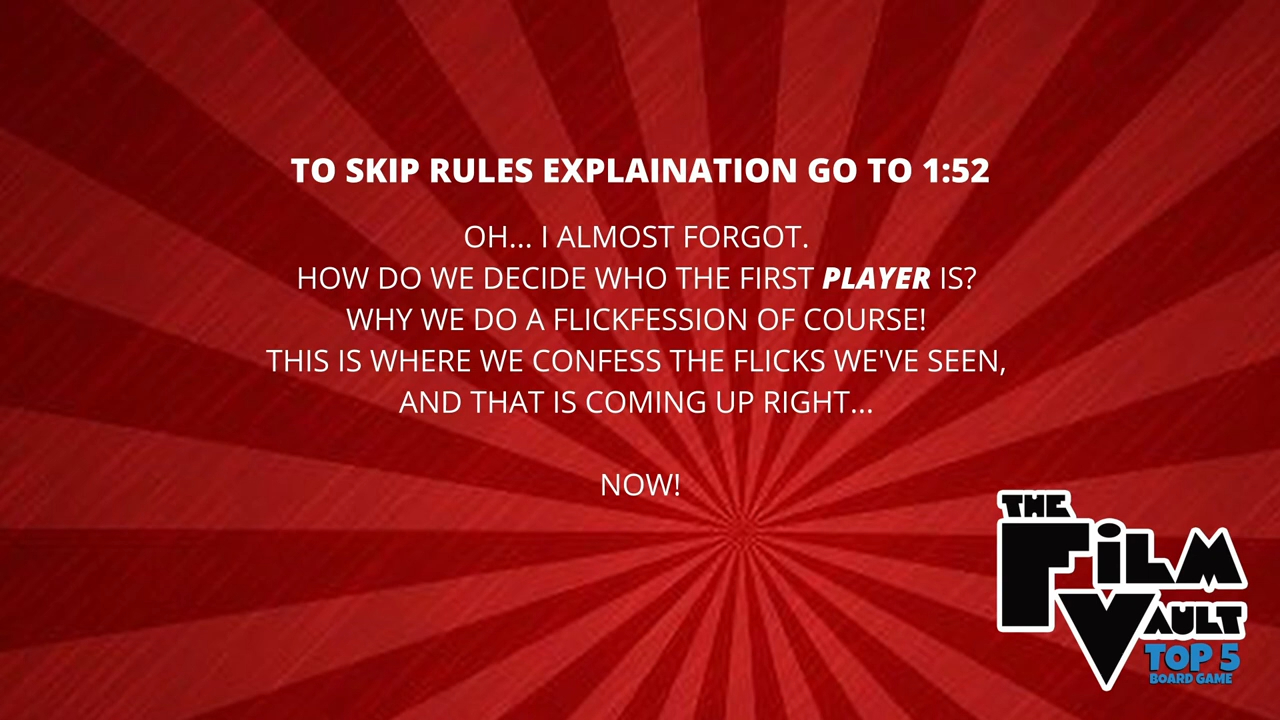 TO SKIP RULES EXPLAINATION GO TO 1:52
OH... I ALMOST FORGOT.
HOW DO WE DECIDE WHO THE FIRST PLAYER IS?
WHY WE DO A FLICKFESSION OF COURSE!
THIS IS WHERE WE CONFESS THE FLICKS WE'VE SEEN,
AND THAT IS COMING UP RIGHT...
NOW!
THE
FiLM
VAULT
TOP 5
BOARD GAME